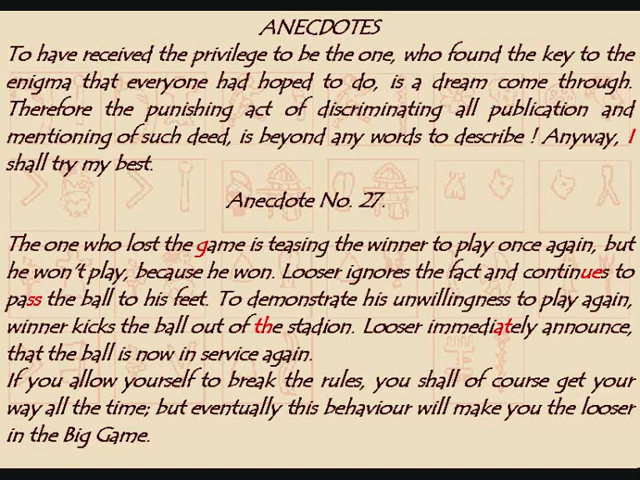 ANECDOTES
To have received the privilege to be the one, who found the key to the
enigma that everyone had hoped to do, is a dream come through.
Therefore the punishing act of discriminating all publication and
mentioning of such deed, is beyond any words to describe ! Anyway, I
shall try my best.
Anecdote No. 27.
The one who lost the game is teasing the winner to play once again, but
he won't play, because he won. Looser ignores the fact and continues to
pass the ball to his feet. To demonstrate his unwillingness to play again,
winner kicks the ball out of the stadion. Looser immediately announce,
that the ball is now in service again.
If you allow yourself to break the rules, you shall of course get your
way all the time; but eventually this behaviour will make you the looser
in the Big Game.